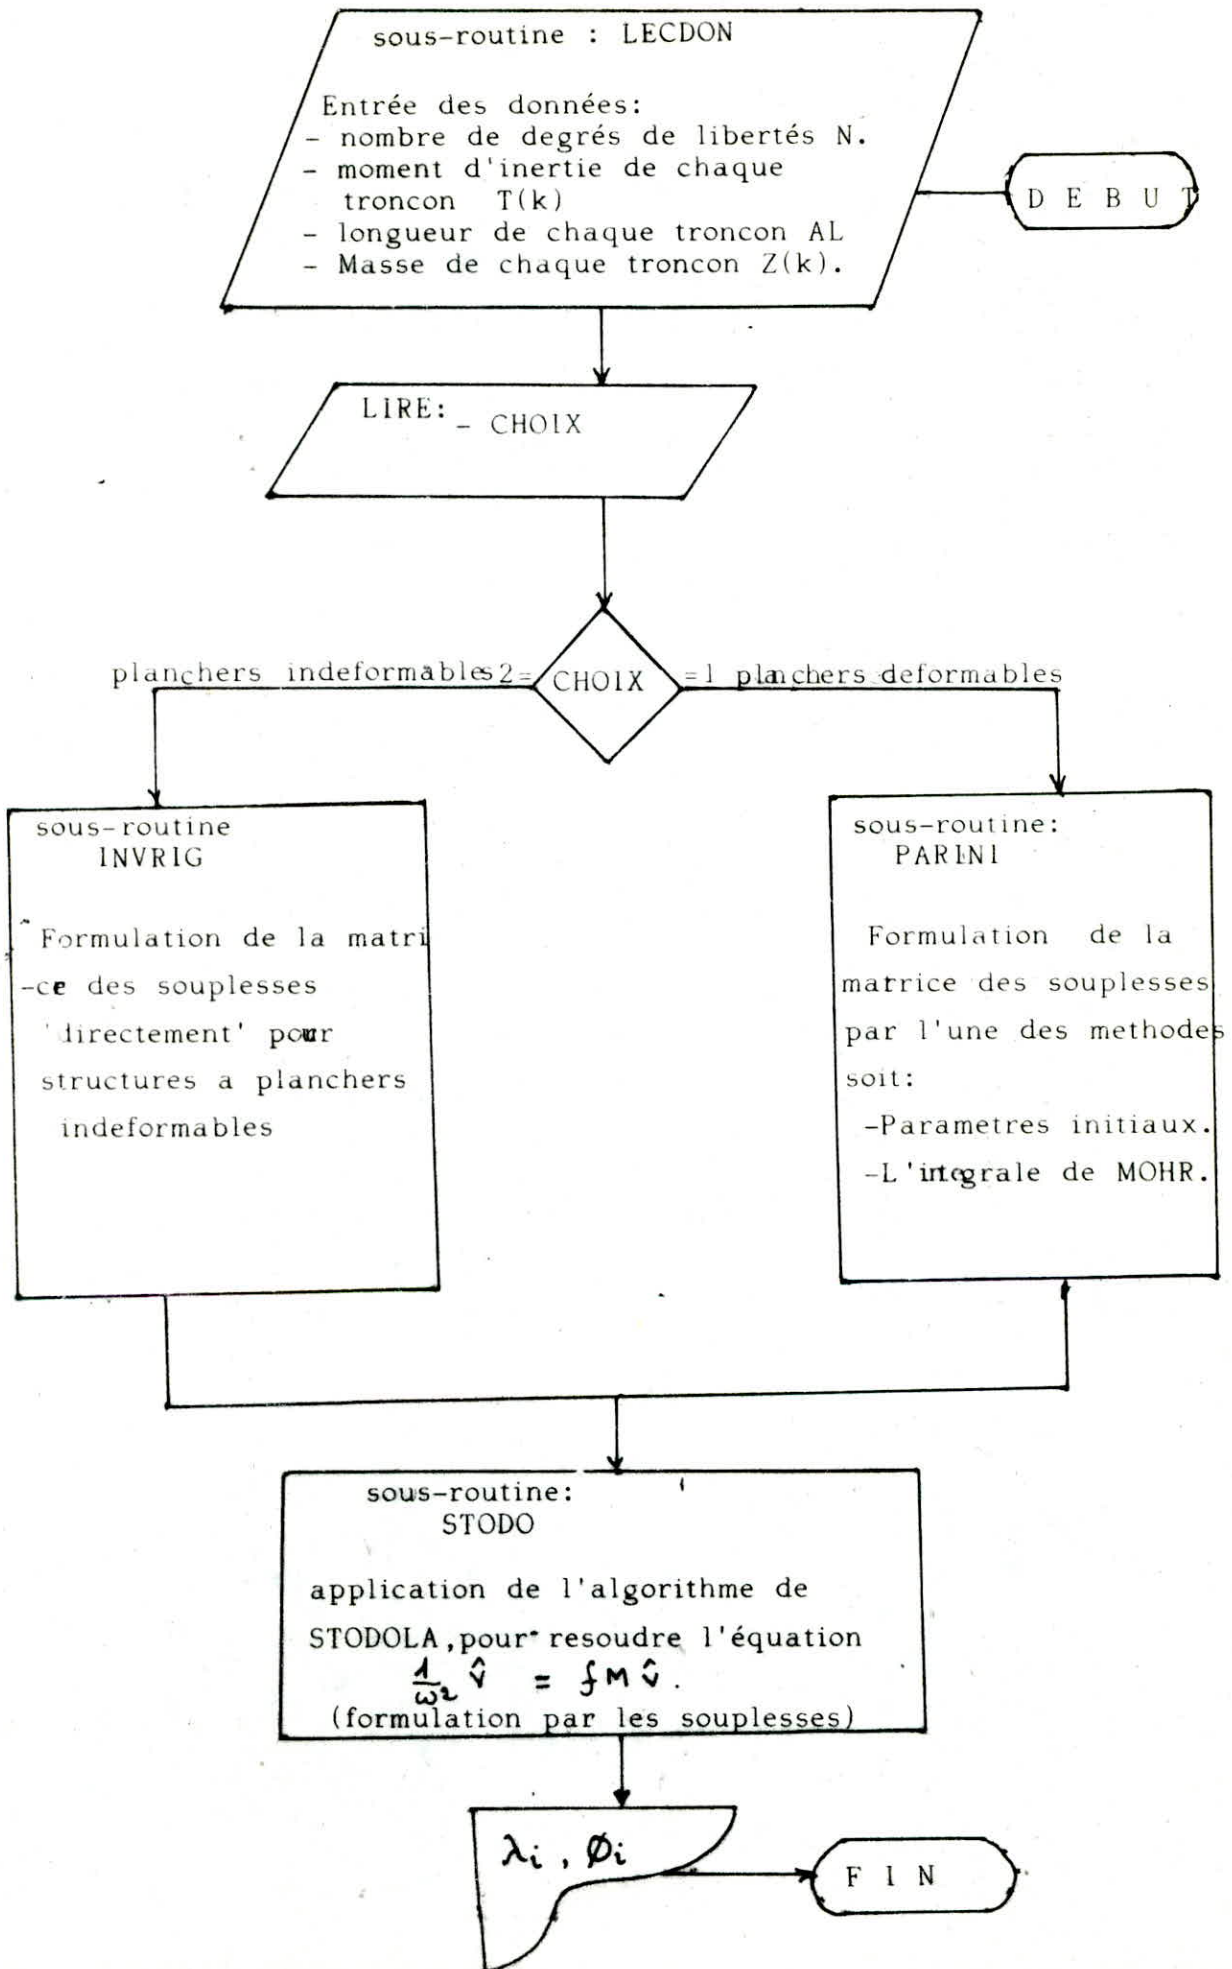 sous-routine : LECDON
Entrée des données:
- nombre de degrés de libertés N.
- moment d'inertie de chaque
troncon T(k)
- longueur de chaque troncon AL
- Masse de chaque troncon Z(k).
D E B U T
LIRE:
- CHOIX
planchers indeformables 2=
CHOIX
=1 planchers deformables
sous-routine
INVRIG
Formulation de la matri
-ce des souplesses
'directement' pour
structures a planchers
indeformables
sous-routine:
PARINI
Formulation de la
matrice des souplesses
par l'une des methodes
soit:
-Parametres initiaux.
-L'integrale de MOHR.
sous-routine:
STODO
application de l'algorithme de
STODOLA, pour resoudre l'équation
1/ω² v̂ = f M v̂.
(formulation par les souplesses)
λi , Øi
F I N